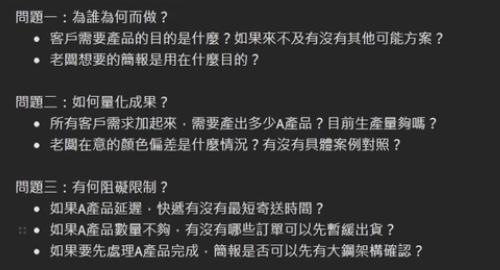 問題一：為誰為何而做？
客戶需要產品的目的是什麼？如果來不及有沒有其他可能方案？
老闆想要的簡報是用在什麼目的？
問題二：如何量化成果？
所有客戶需求加起來，需要產出多少A產品？目前生產量夠嗎？
老闆在意的顏色偏差是什麼情況？有沒有具體案例對照？
問題三：有何阻礙限制？
如果A產品延遲，快遞有沒有最短寄送時間？
如果A產品數量不夠，有沒有哪些訂單可以先暫緩出貨？
如果要先處理A產品完成，簡報是否可以先有大鋼架構確認？